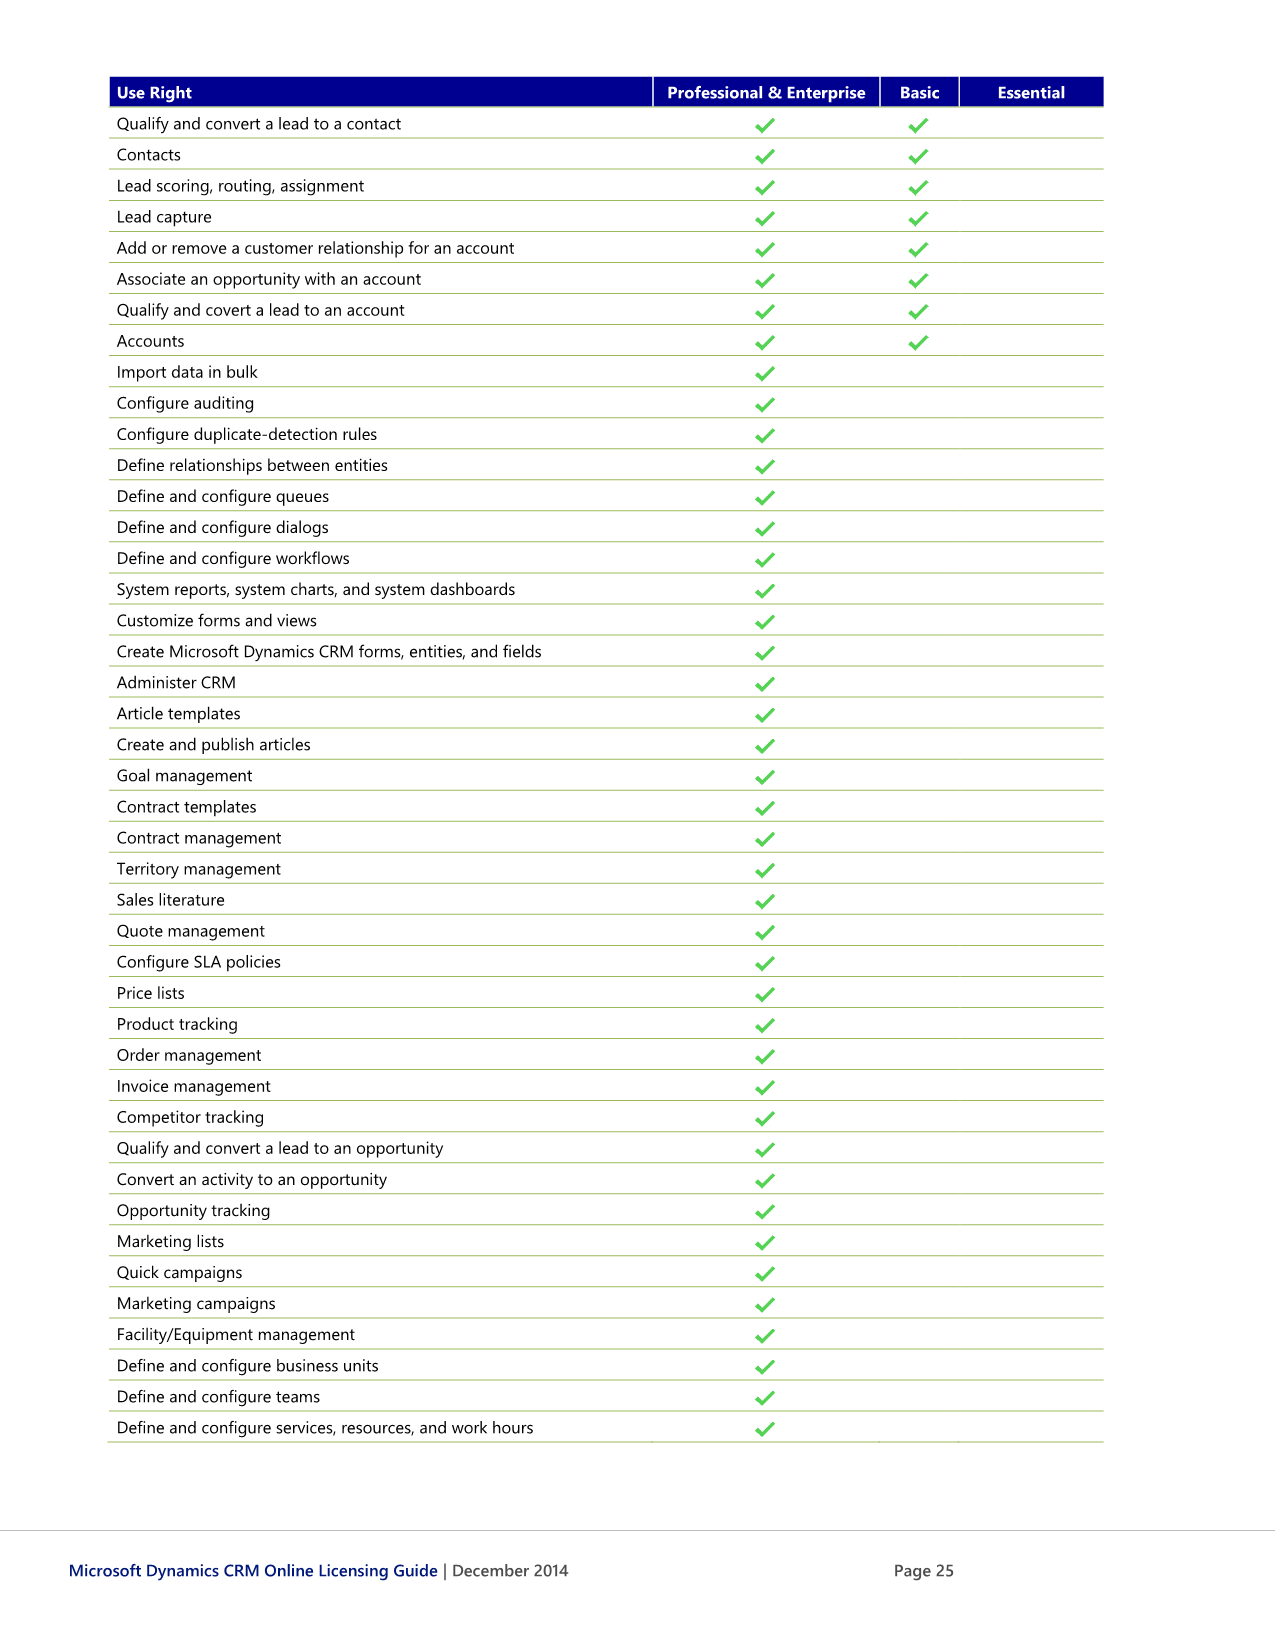 Use Right Professional & Enterprise Basic Essential
Qualify and convert a lead to a contact ✓ ✓
Contacts ✓ ✓
Lead scoring, routing, assignment ✓ ✓
Lead capture ✓ ✓
Add or remove a customer relationship for an account ✓ ✓
Associate an opportunity with an account ✓ ✓
Qualify and covert a lead to an account ✓ ✓
Accounts ✓ ✓
Import data in bulk ✓
Configure auditing ✓
Configure duplicate-detection rules ✓
Define relationships between entities ✓
Define and configure queues ✓
Define and configure dialogs ✓
Define and configure workflows ✓
System reports, system charts, and system dashboards ✓
Customize forms and views ✓
Create Microsoft Dynamics CRM forms, entities, and fields ✓
Administer CRM ✓
Article templates ✓
Create and publish articles ✓
Goal management ✓
Contract templates ✓
Contract management ✓
Territory management ✓
Sales literature ✓
Quote management ✓
Configure SLA policies ✓
Price lists ✓
Product tracking ✓
Order management ✓
Invoice management ✓
Competitor tracking ✓
Qualify and convert a lead to an opportunity ✓
Convert an activity to an opportunity ✓
Opportunity tracking ✓
Marketing lists ✓
Quick campaigns ✓
Marketing campaigns ✓
Facility/Equipment management ✓
Define and configure business units ✓
Define and configure teams ✓
Define and configure services, resources, and work hours ✓
Microsoft Dynamics CRM Online Licensing Guide | December 2014 Page 25